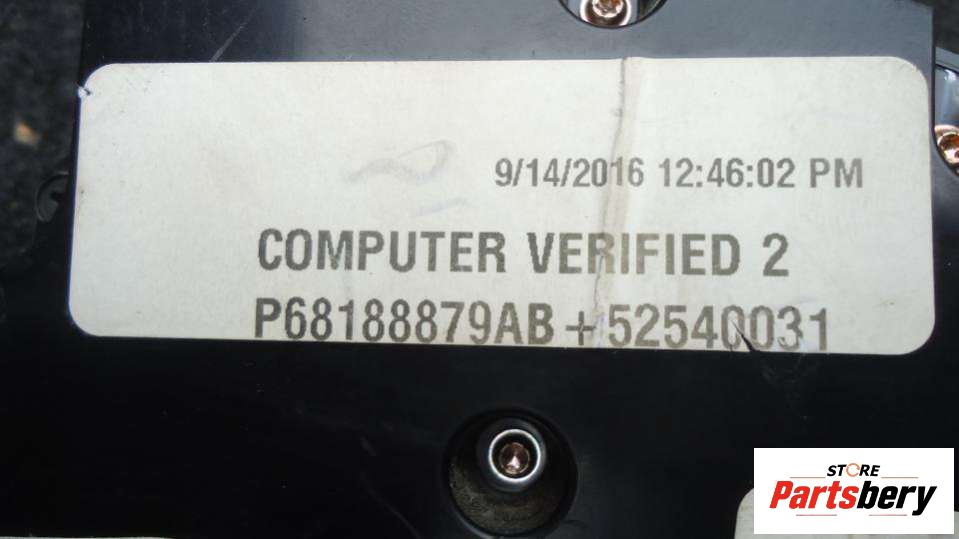 9/14/2016 12:46:02 PM
COMPUTER VERIFIED 2
P68188879AB + 52540031
STORE
Partsbery